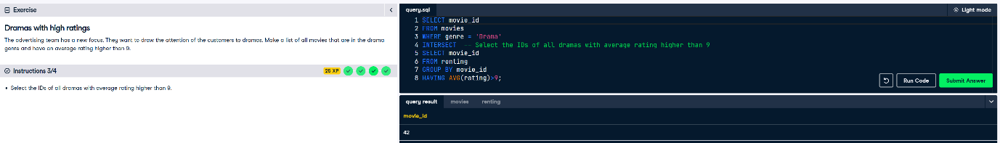 Exercise
Dramas with high ratings
The advertising team has a new focus. They want to draw the attention of the customers to dramas. Make a list of all movies that are in the drama
genre and have an average rating higher than 9.
Instructions 3/4
25 XP
Select the IDs of all dramas with average rating higher than 9.
query.sql
Light mode
1 SELECT movie_id
2 FROM movies
3 WHERE genre = 'Drama'
4 INTERSECT -- Select the IDs of all dramas with average rating higher than 9
5 SELECT movie_id
6 FROM renting
7 GROUP BY movie_id
8 HAVING AVG(rating)>9;
Run Code
Submit Answer
query result movies renting
movie_id
42